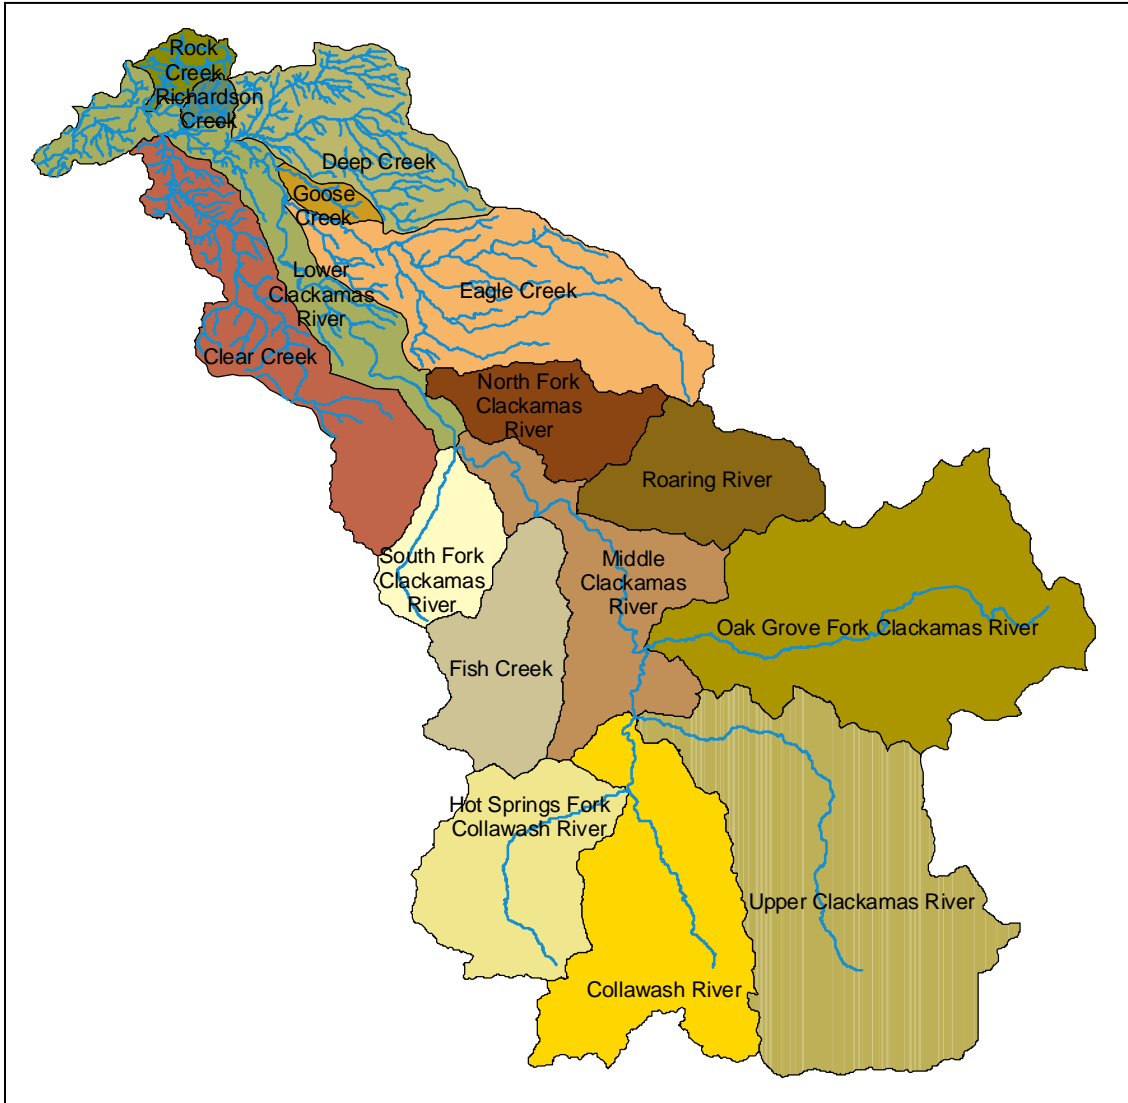 Rock
Creek
Richardson
Creek
Deep Creek
Goose
Creek
Lower
Clackamas
River
Eagle Creek
Clear Creek
North Fork
Clackamas
River
Roaring River
South Fork
Clackamas
River
Middle
Clackamas
River
Oak Grove Fork Clackamas River
Fish Creek
Hot Springs Fork
Collawash River
Upper Clackamas River
Collawash River